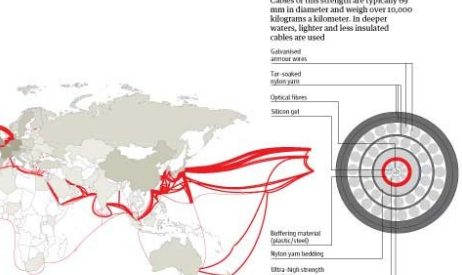 Cables of this strength are typically 69
mm in diameter and weigh over 10,000
kilograms a kilometer. In deeper
waters, lighter and less insulated
cables are used
Galvanised
armour wires
Tar-soaked
nylon yarn
Optical fibres
Silicon gel
Buffering material
(plastic/steel)
Nylon yarn bedding
Ultra-high strength